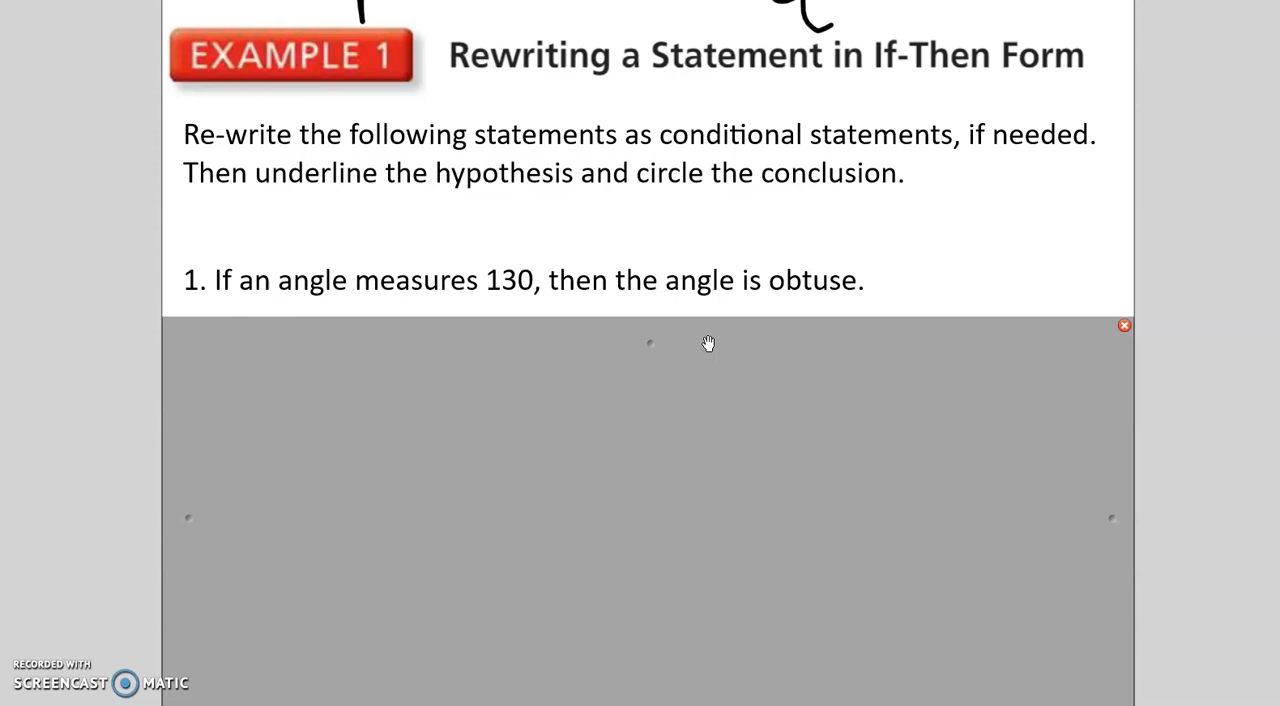 EXAMPLE 1 Rewriting a Statement in If-Then Form
Re-write the following statements as conditional statements, if needed.
Then underline the hypothesis and circle the conclusion.
1. If an angle measures 130, then the angle is obtuse.
RECORDED WITH
SCREENCAST MATIC